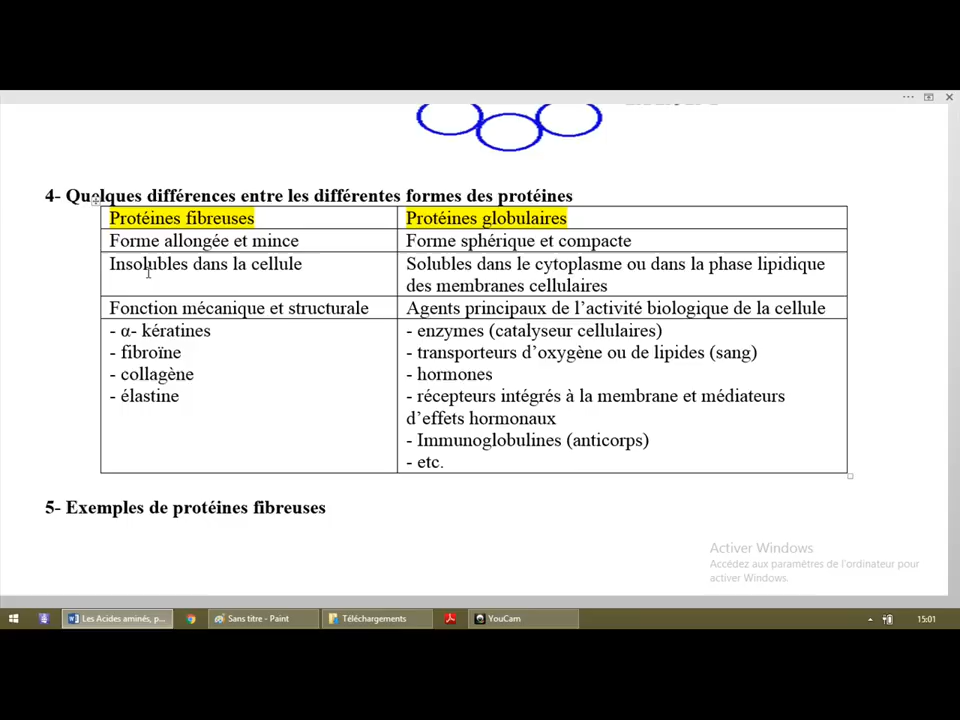 4- Quelques différences entre les différentes formes des protéines
Protéines fibreuses
Protéines globulaires
Forme allongée et mince
Forme sphérique et compacte
Insolubles dans la cellule
Solubles dans le cytoplasme ou dans la phase lipidique
des membranes cellulaires
Fonction mécanique et structurale
Agents principaux de l’activité biologique de la cellule
- α- kératines
- fibroïne
- collagène
- élastine
- enzymes (catalyseur cellulaires)
- transporteurs d’oxygène ou de lipides (sang)
- hormones
- récepteurs intégrés à la membrane et médiateurs
d’effets hormonaux
- Immunoglobulines (anticorps)
- etc.
5- Exemples de protéines fibreuses
Activer Windows
Accédez aux paramètres de l’ordinateur pour
activer Windows.
Les Acides aminés, p...
Sans titre - Paint
Téléchargements
YouCam
15:01